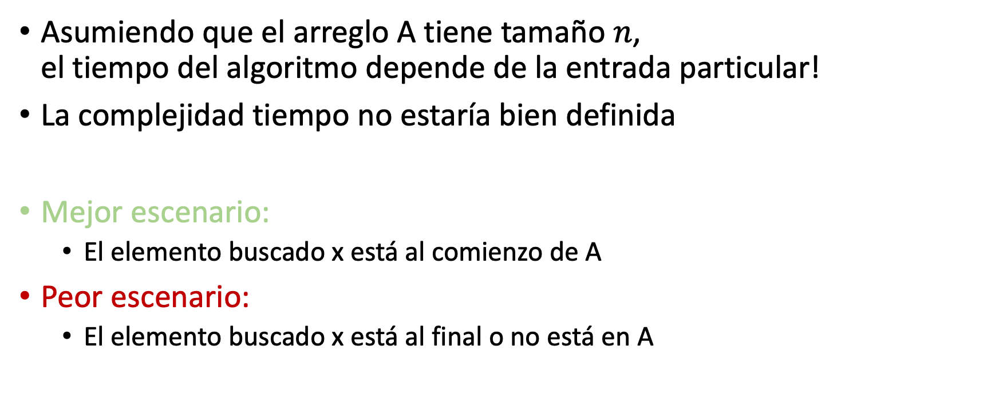 • Asumiendo que el arreglo A tiene tamaño n,
el tiempo del algoritmo depende de la entrada particular!
• La complejidad tiempo no estaría bien definida
• Mejor escenario:
• El elemento buscado x está al comienzo de A
• Peor escenario:
• El elemento buscado x está al final o no está en A